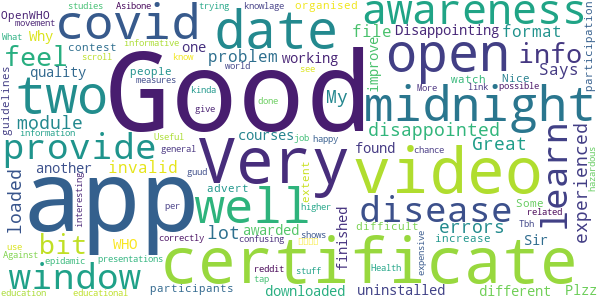 OpenWHO
Asibone
movement
studies
trying
knowlage
organised
covid
date
awareness
What
Why
informative
contest
scroll
feel
one
problem
working
know
file
Disappointing
format
participation
open
info
improve
Says
guidelines
quality
people
measures
world
see
My
watch
Nice
More
link
possible
two
Good
midnight
kinda
give
done
module
information
courses
job
happy
disappointed
learn
experienced
provide
Useful
general
guud
Very
found
Great
chance
hazardous
another
invalid
advert
extent
video
Some
related
loaded
interesting
app
well
higher
disease
errors
Tbh
bit
WHO
per
lot
awarded
finished
difficult
increase
Sir
use
Against
correctly
confusing
shows
certificate
epidemic
presentations
reddit
stuff
Health
expensive
window
education
educational
participants
tap
downloaded
uninstalled
different
Plzz